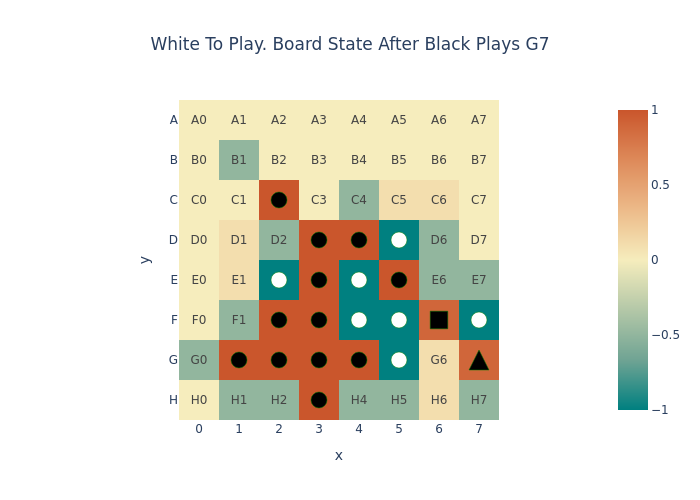 White To Play. Board State After Black Plays G7
A A0 A1 A2 A3 A4 A5 A6 A7
B B0 B1 B2 B3 B4 B5 B6 B7
C C0 C1 C3 C4 C5 C6 C7
D D0 D1 D2 D6 D7
E E0 E1 E6 E7
F F0 F1
G G0 G6
H H0 H1 H2 H4 H5 H6 H7
0 1 2 3 4 5 6 7
x
y
1
0.5
0
−0.5
−1